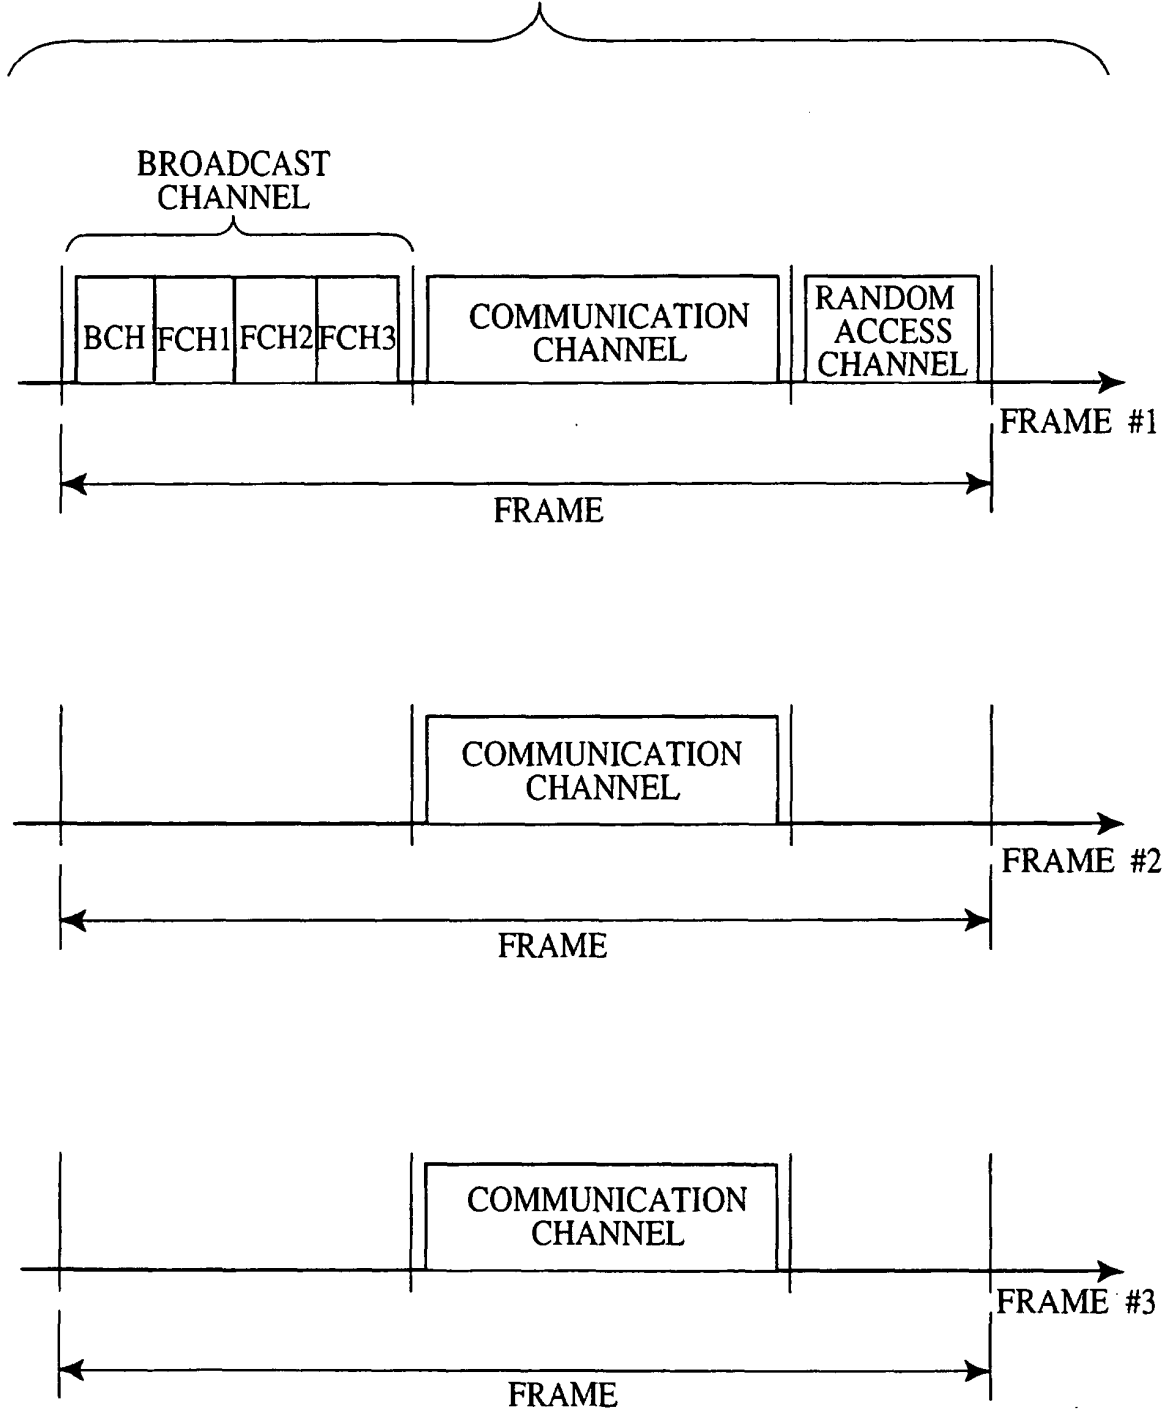 BROADCAST
CHANNEL
BCH FCH1 FCH2 FCH3
COMMUNICATION
CHANNEL
RANDOM
ACCESS
CHANNEL
FRAME #1
FRAME
COMMUNICATION
CHANNEL
FRAME #2
FRAME
COMMUNICATION
CHANNEL
FRAME #3
FRAME